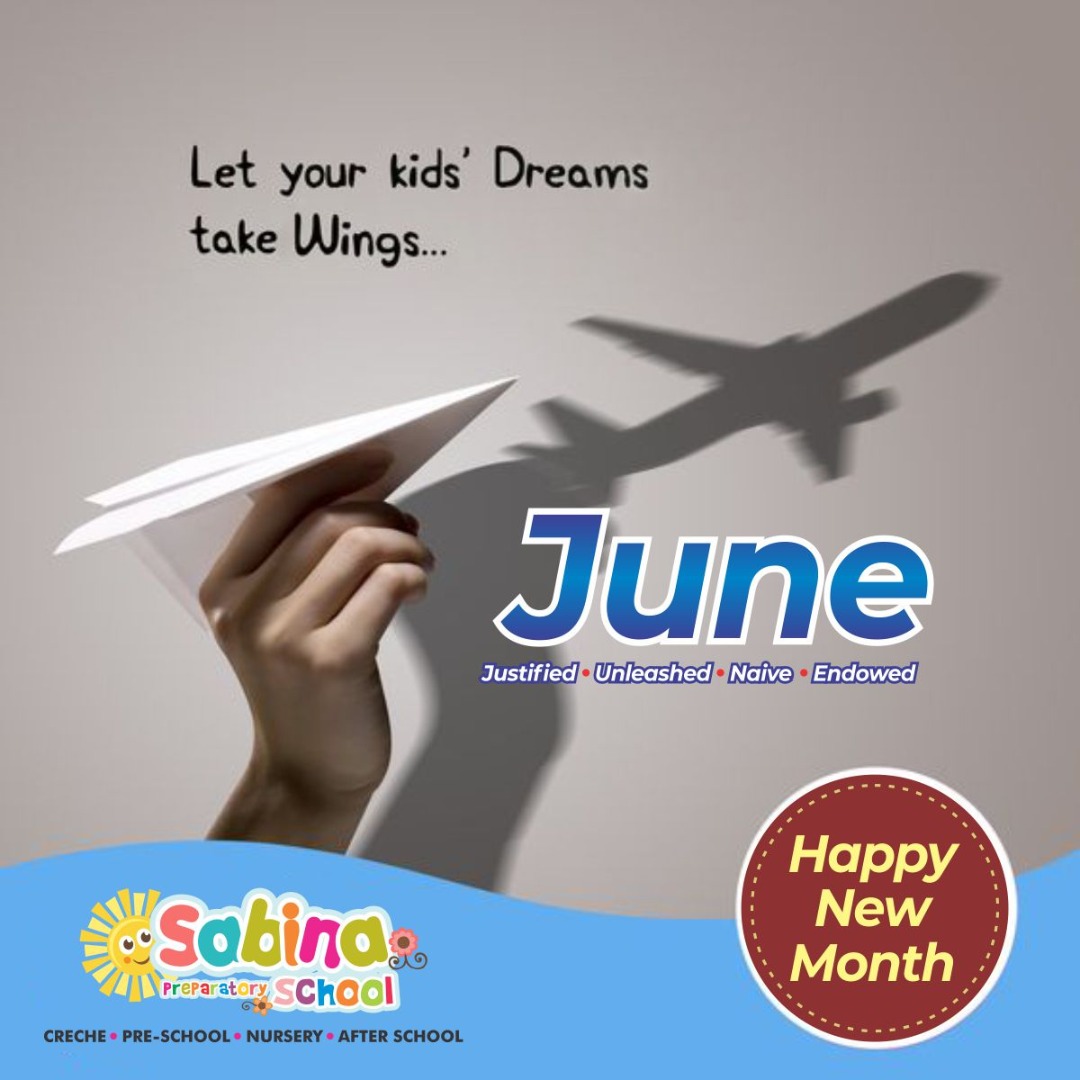 Let your kids' Dreams
take Wings...
June
Justified • Unleashed • Naive • Endowed
Happy
New
Month
Sabina
Preparatory School
CRECHE • PRE-SCHOOL • NURSERY • AFTER SCHOOL